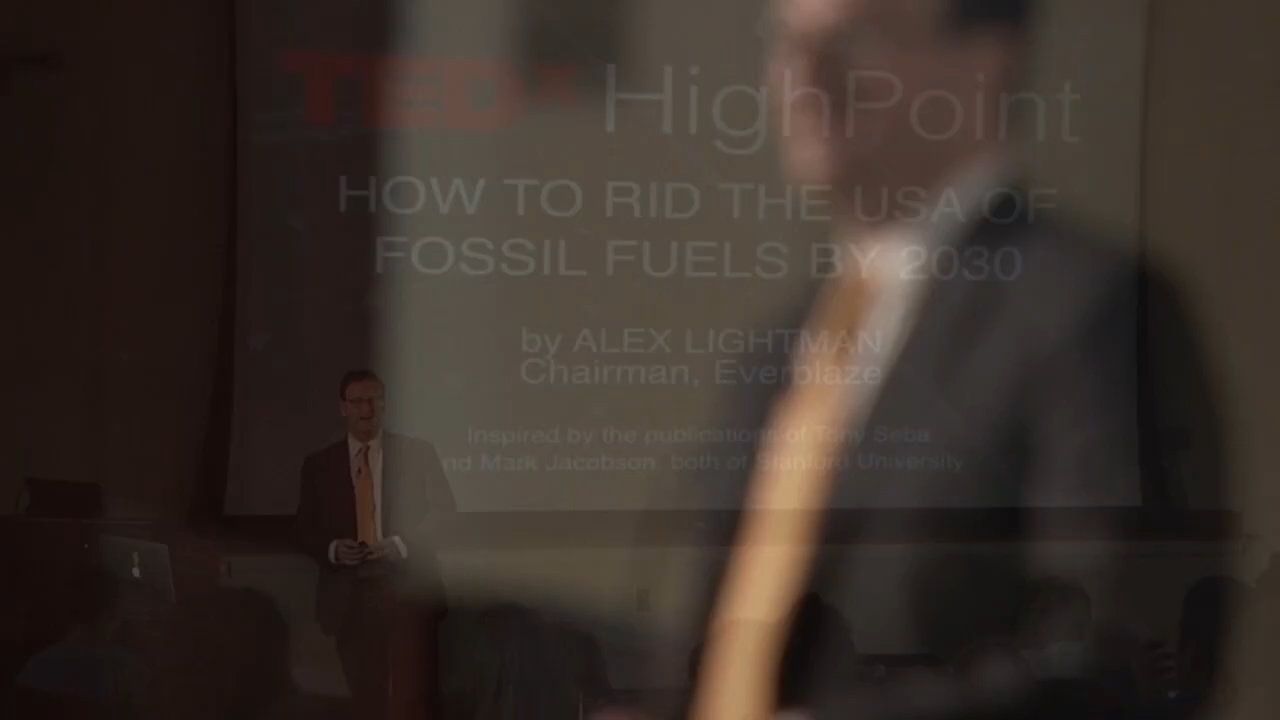 TEDx HighPoint
HOW TO RID THE USA OF
FOSSIL FUELS BY 2030
by ALEX LIGHTMAN
Chairman, Everblaze
Inspired by the publications of Tony Seba
and Mark Jacobson, both of Stanford University